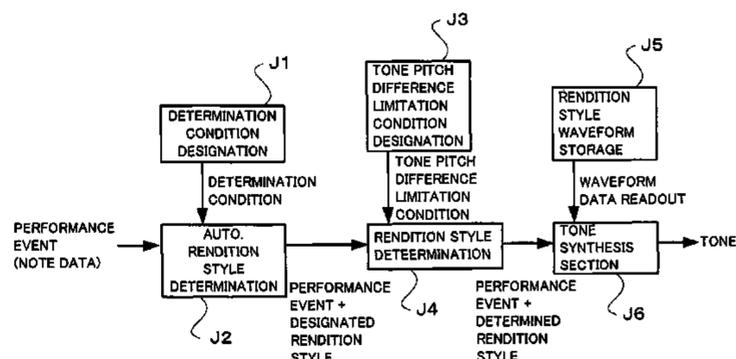 J1
J3
J5
DETERMINATION
CONDITION
DESIGNATION
TONE PITCH
DIFFERENCE
LIMITATION
CONDITION
DESIGNATION
RENDITION
STYLE
WAVEFORM
STORAGE
DETERMINATION
CONDITION
TONE PITCH
DIFFERENCE
LIMITATION
CONDITION
WAVEFORM
DATA READOUT
PERFORMANCE
EVENT
(NOTE DATA)
AUTO.
RENDITION
STYLE
DETERMINATION
RENDITION STYLE
DETEERMINATION
TONE
SYNTHESIS
SECTION
TONE
J2
PERFORMANCE
EVENT +
DESIGNATED
RENDITION
STYLE
J4
PERFORMANCE
EVENT +
DETERMINED
RENDITION
STYLE
J6